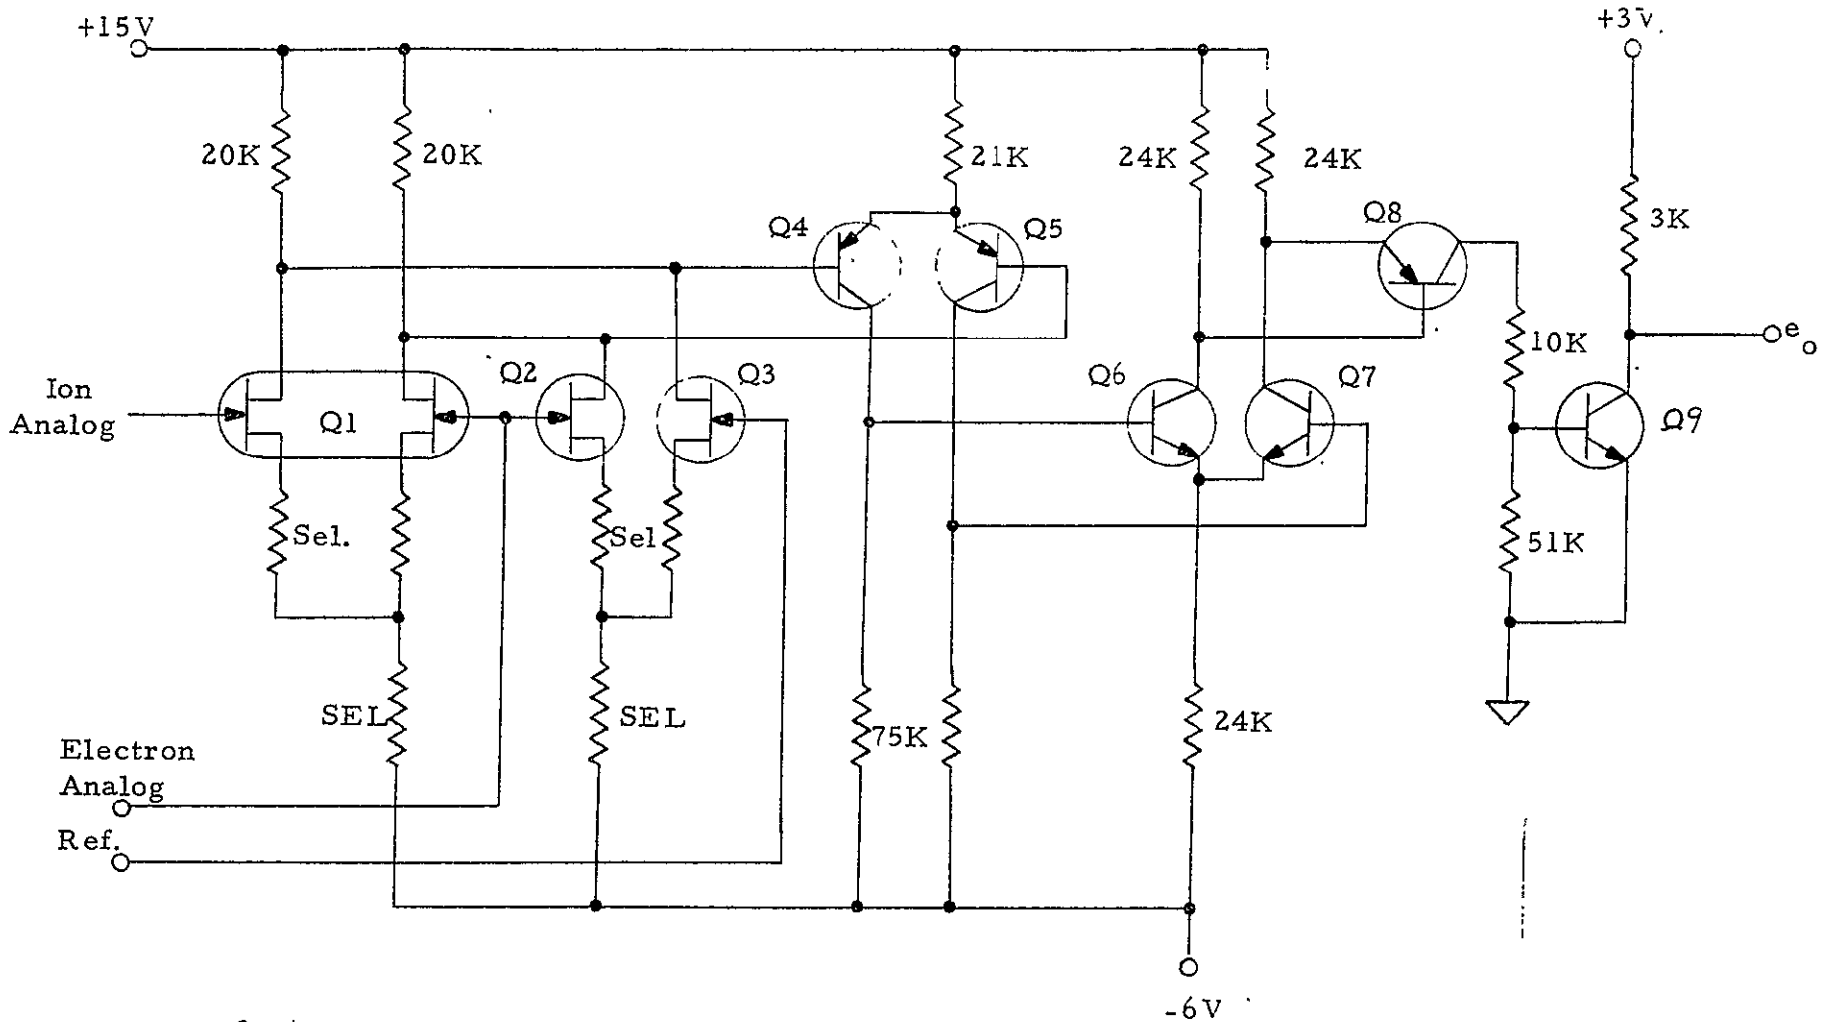 +15V
+3v.
20K
20K
21K
24K
24K
Q8
3K
Q4
Q5
e
o
10K
Ion
Analog
Q1
Q2
Q3
Q6
Q7
Q9
Sel.
Sel
51K
SEL
SEL
75K
24K
Electron
Analog
Ref.
-6V